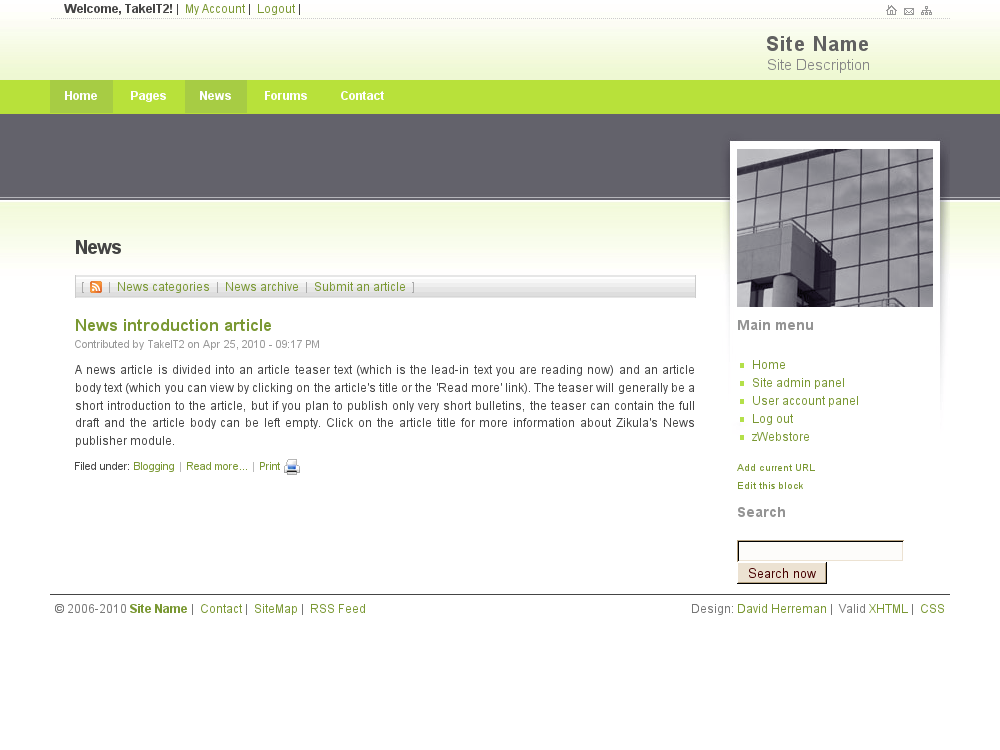 Welcome, TakeIT2! | My Account | Logout |
Site Name
Site Description
Home Pages News Forums Contact
News
[ | News categories | News archive | Submit an article ]
News introduction article
Contributed by TakeIT2 on Apr 25, 2010 - 09:17 PM
A news article is divided into an article teaser text (which is the lead-in text you are reading now) and an article
body text (which you can view by clicking on the article's title or the 'Read more' link). The teaser will generally be a
short introduction to the article, but if you plan to publish only very short bulletins, the teaser can contain the full
draft and the article body can be left empty. Click on the article title for more information about Zikula's News
publisher module.
Filed under: Blogging | Read more... | Print
Main menu
Home
Site admin panel
User account panel
Log out
zWebstore
Add current URL
Edit this block
Search
Search now
© 2006-2010 Site Name | Contact | SiteMap | RSS Feed
Design: David Herreman | Valid XHTML | CSS